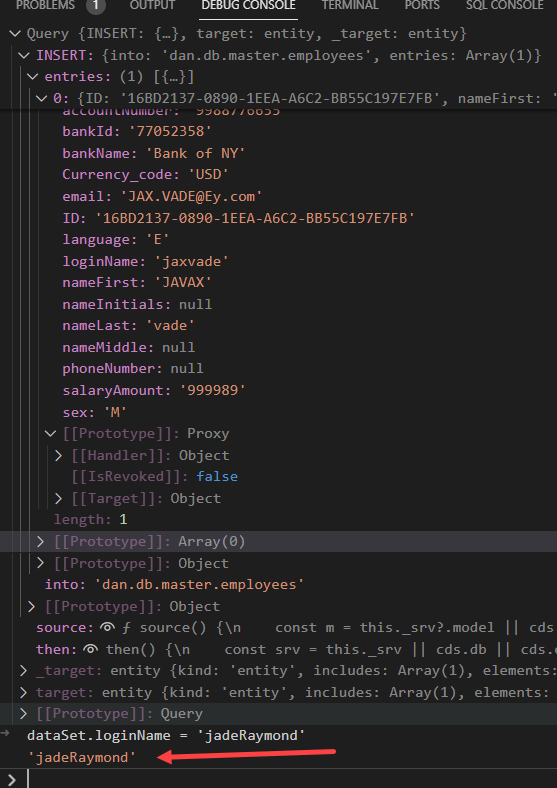 PROBLEMS 1 OUTPUT DEBUG CONSOLE TERMINAL PORTS SQL CONSOLE
Query {INSERT: {…}, target: entity, _target: entity}
INSERT: {into: 'dan.db.master.employees', entries: Array(1)}
entries: (1) [{…}]
0: {ID: '16BD2137-0890-1EEA-A6C2-BB55C197E7FB', nameFirst: '
accountNumber: '9988776655'
bankId: '77052358'
bankName: 'Bank of NY'
Currency_code: 'USD'
email: 'JAX.VADE@Ey.com'
ID: '16BD2137-0890-1EEA-A6C2-BB55C197E7FB'
language: 'E'
loginName: 'jaxvade'
nameFirst: 'JAVAX'
nameInitials: null
nameLast: 'vade'
nameMiddle: null
phoneNumber: null
salaryAmount: '999989'
sex: 'M'
[[Prototype]]: Proxy
[[Handler]]: Object
[[IsRevoked]]: false
[[Target]]: Object
length: 1
[[Prototype]]: Array(0)
[[Prototype]]: Object
into: 'dan.db.master.employees'
[[Prototype]]: Object
source: ƒ source() {\n    const m = this._srv?.model || cds
then: then() {\n    const srv = this._srv || cds.db || cds.
_target: entity {kind: 'entity', includes: Array(1), elements:
target: entity {kind: 'entity', includes: Array(1), elements:
[[Prototype]]: Query
dataSet.loginName = 'jadeRaymond'
'jadeRaymond'